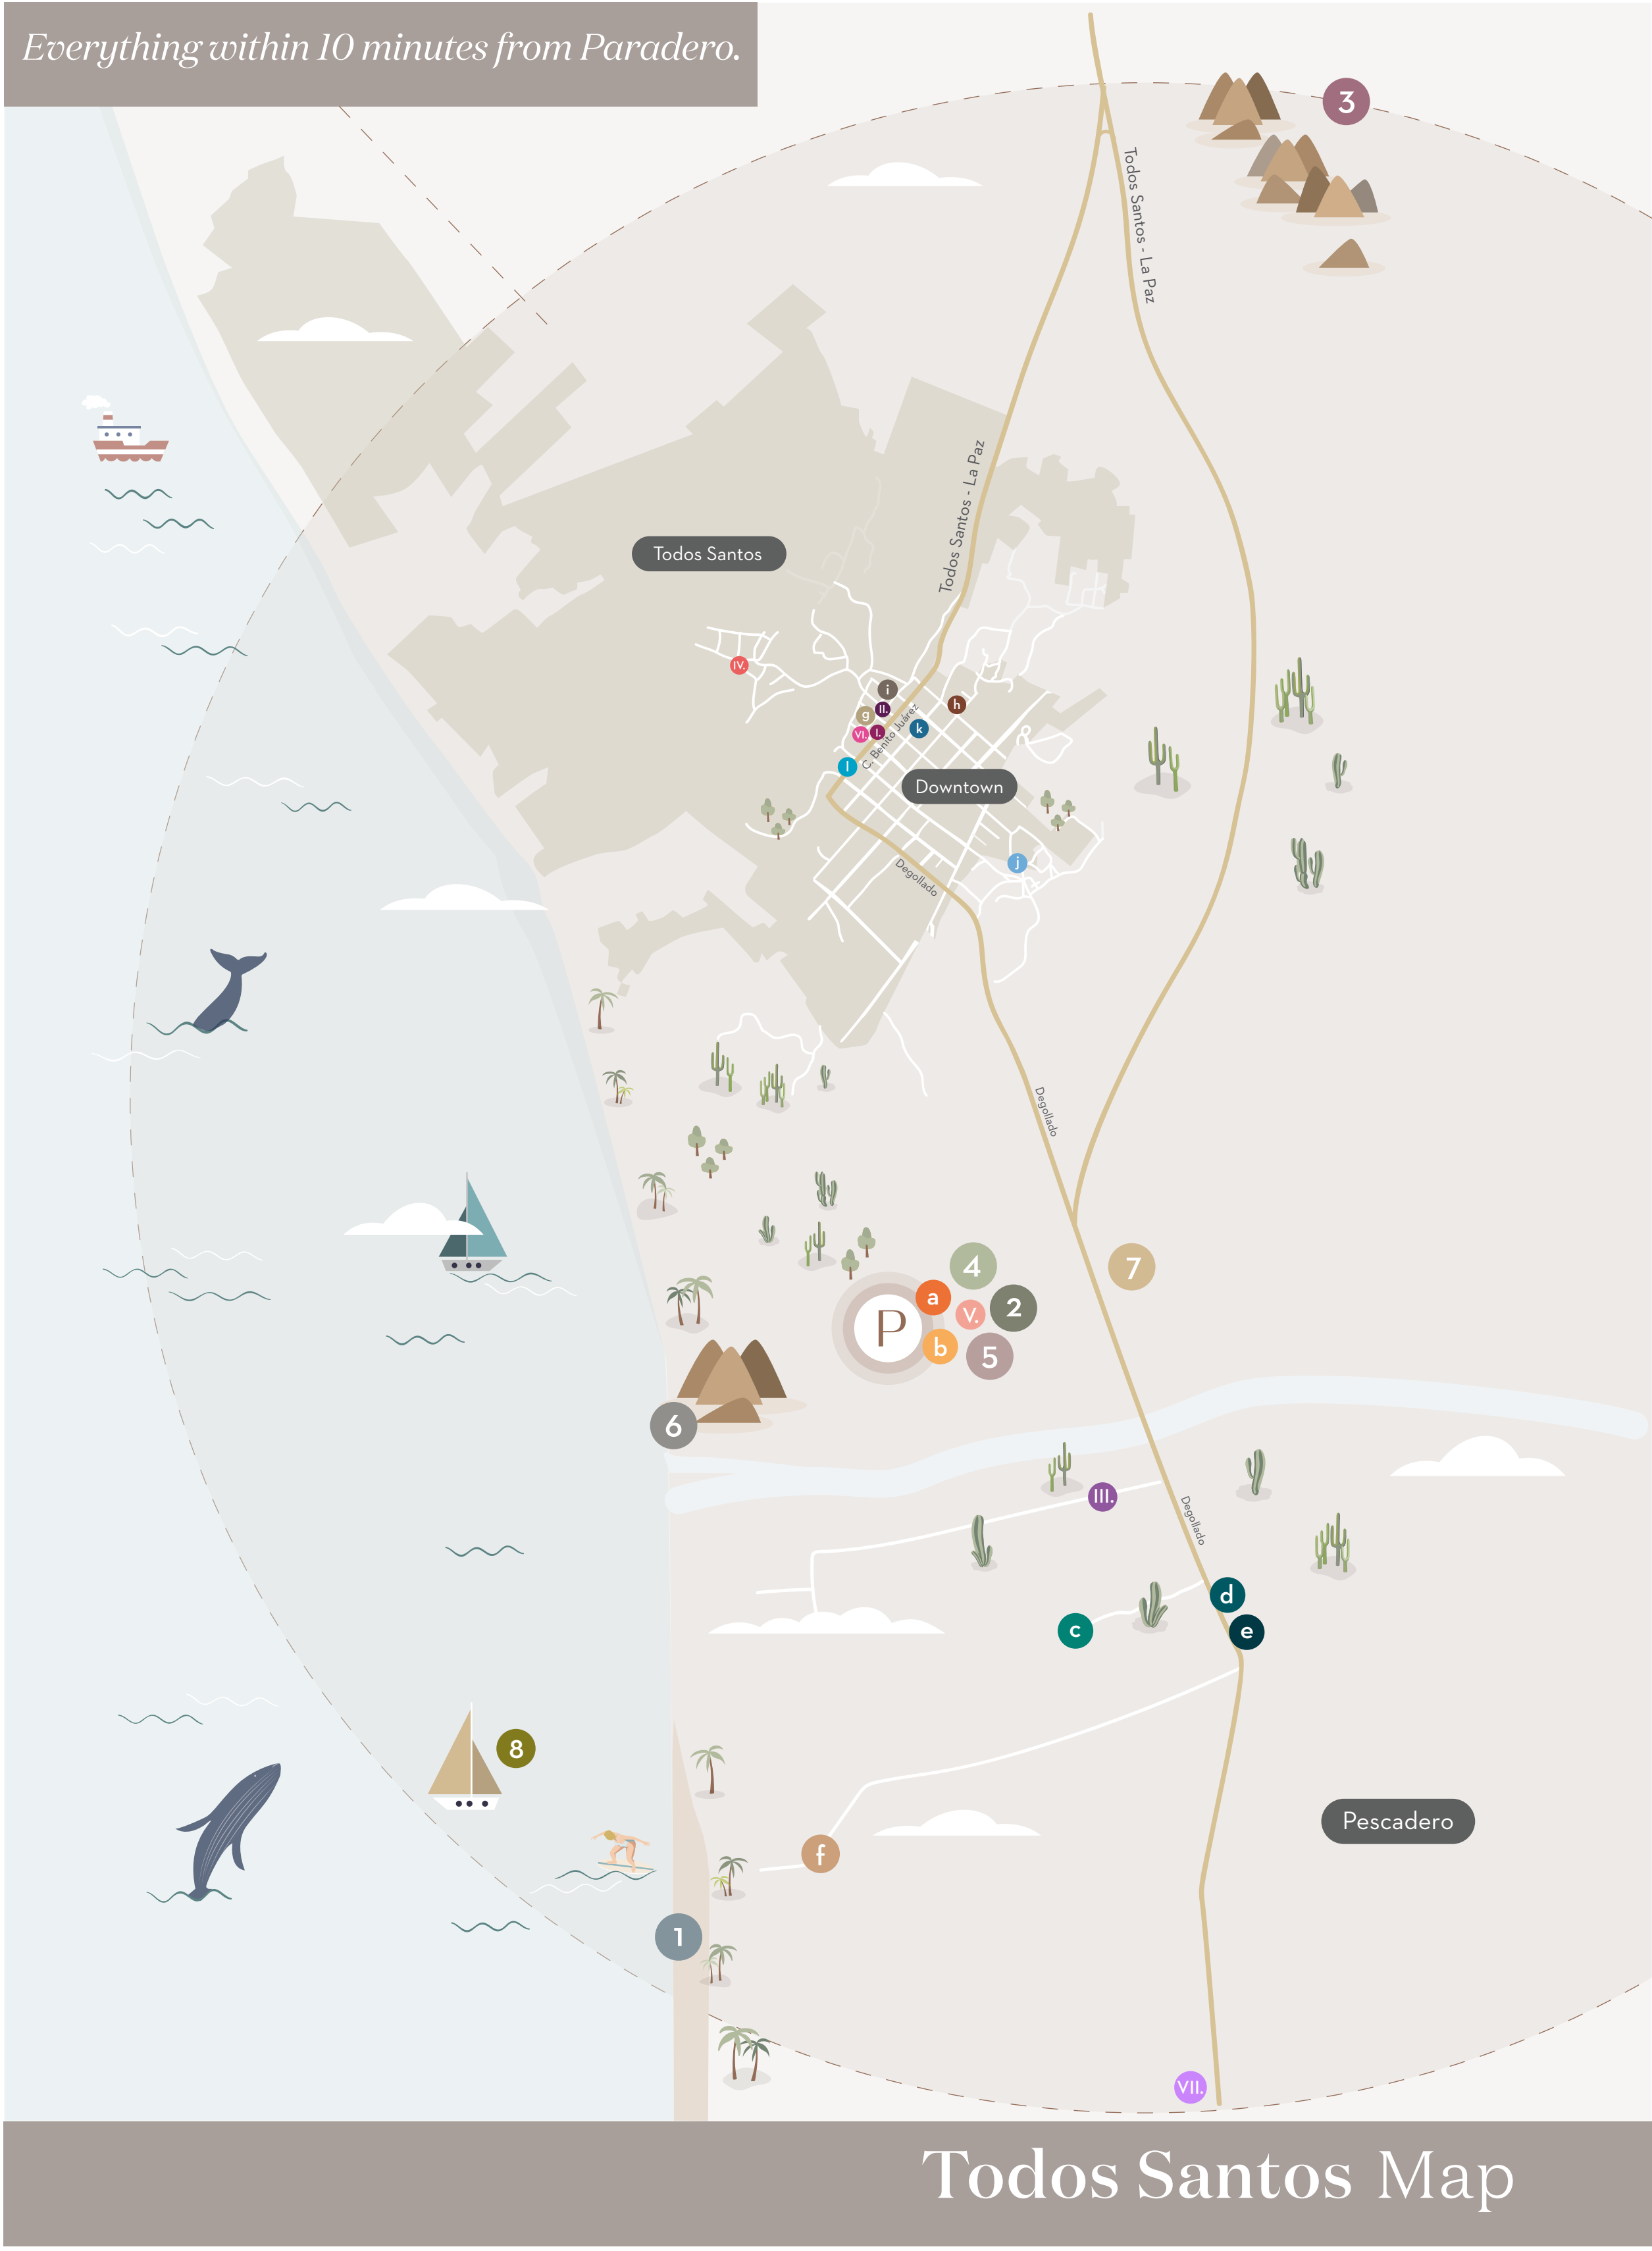 Everything within 10 minutes from Paradero.
3
Todos Santos - La Paz
Todos Santos - La Paz
Todos Santos
IV.
i
h
g
II.
VI.
I.
k
C. Benito Juárez
l
Downtown
j
Degollado
Degollado
4
7
a
2
V.
P
b
5
6
III.
Degollado
d
c
e
8
Pescadero
f
1
VII.
Todos Santos Map